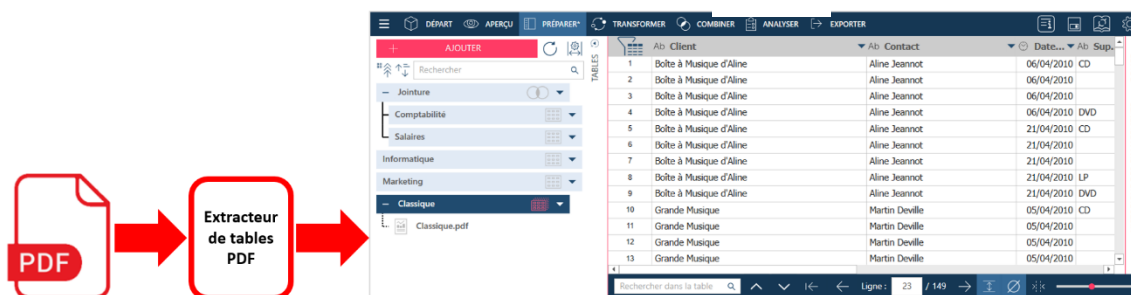 DÉPART APERÇU PRÉPARER* TRANSFORMER COMBINER ANALYSER EXPORTER
AJOUTER
TABLES
Rechercher
Jointure
Comptabilité
Salaires
Informatique
Marketing
Classique
Classique.pdf
Ab Client Ab Contact Date... Ab Sup.
1 Boîte à Musique d'Aline Aline Jeannot 06/04/2010 CD
2 Boîte à Musique d'Aline Aline Jeannot 06/04/2010
3 Boîte à Musique d'Aline Aline Jeannot 06/04/2010
4 Boîte à Musique d'Aline Aline Jeannot 06/04/2010 DVD
5 Boîte à Musique d'Aline Aline Jeannot 21/04/2010 CD
6 Boîte à Musique d'Aline Aline Jeannot 21/04/2010
7 Boîte à Musique d'Aline Aline Jeannot 21/04/2010
8 Boîte à Musique d'Aline Aline Jeannot 21/04/2010 LP
9 Boîte à Musique d'Aline Aline Jeannot 21/04/2010 DVD
10 Grande Musique Martin Deville 05/04/2010 CD
11 Grande Musique Martin Deville 05/04/2010
12 Grande Musique Martin Deville 05/04/2010
13 Grande Musique Martin Deville 05/04/2010
Rechercher dans la table Ligne : 23 / 149
PDF
Extracteur
de tables
PDF